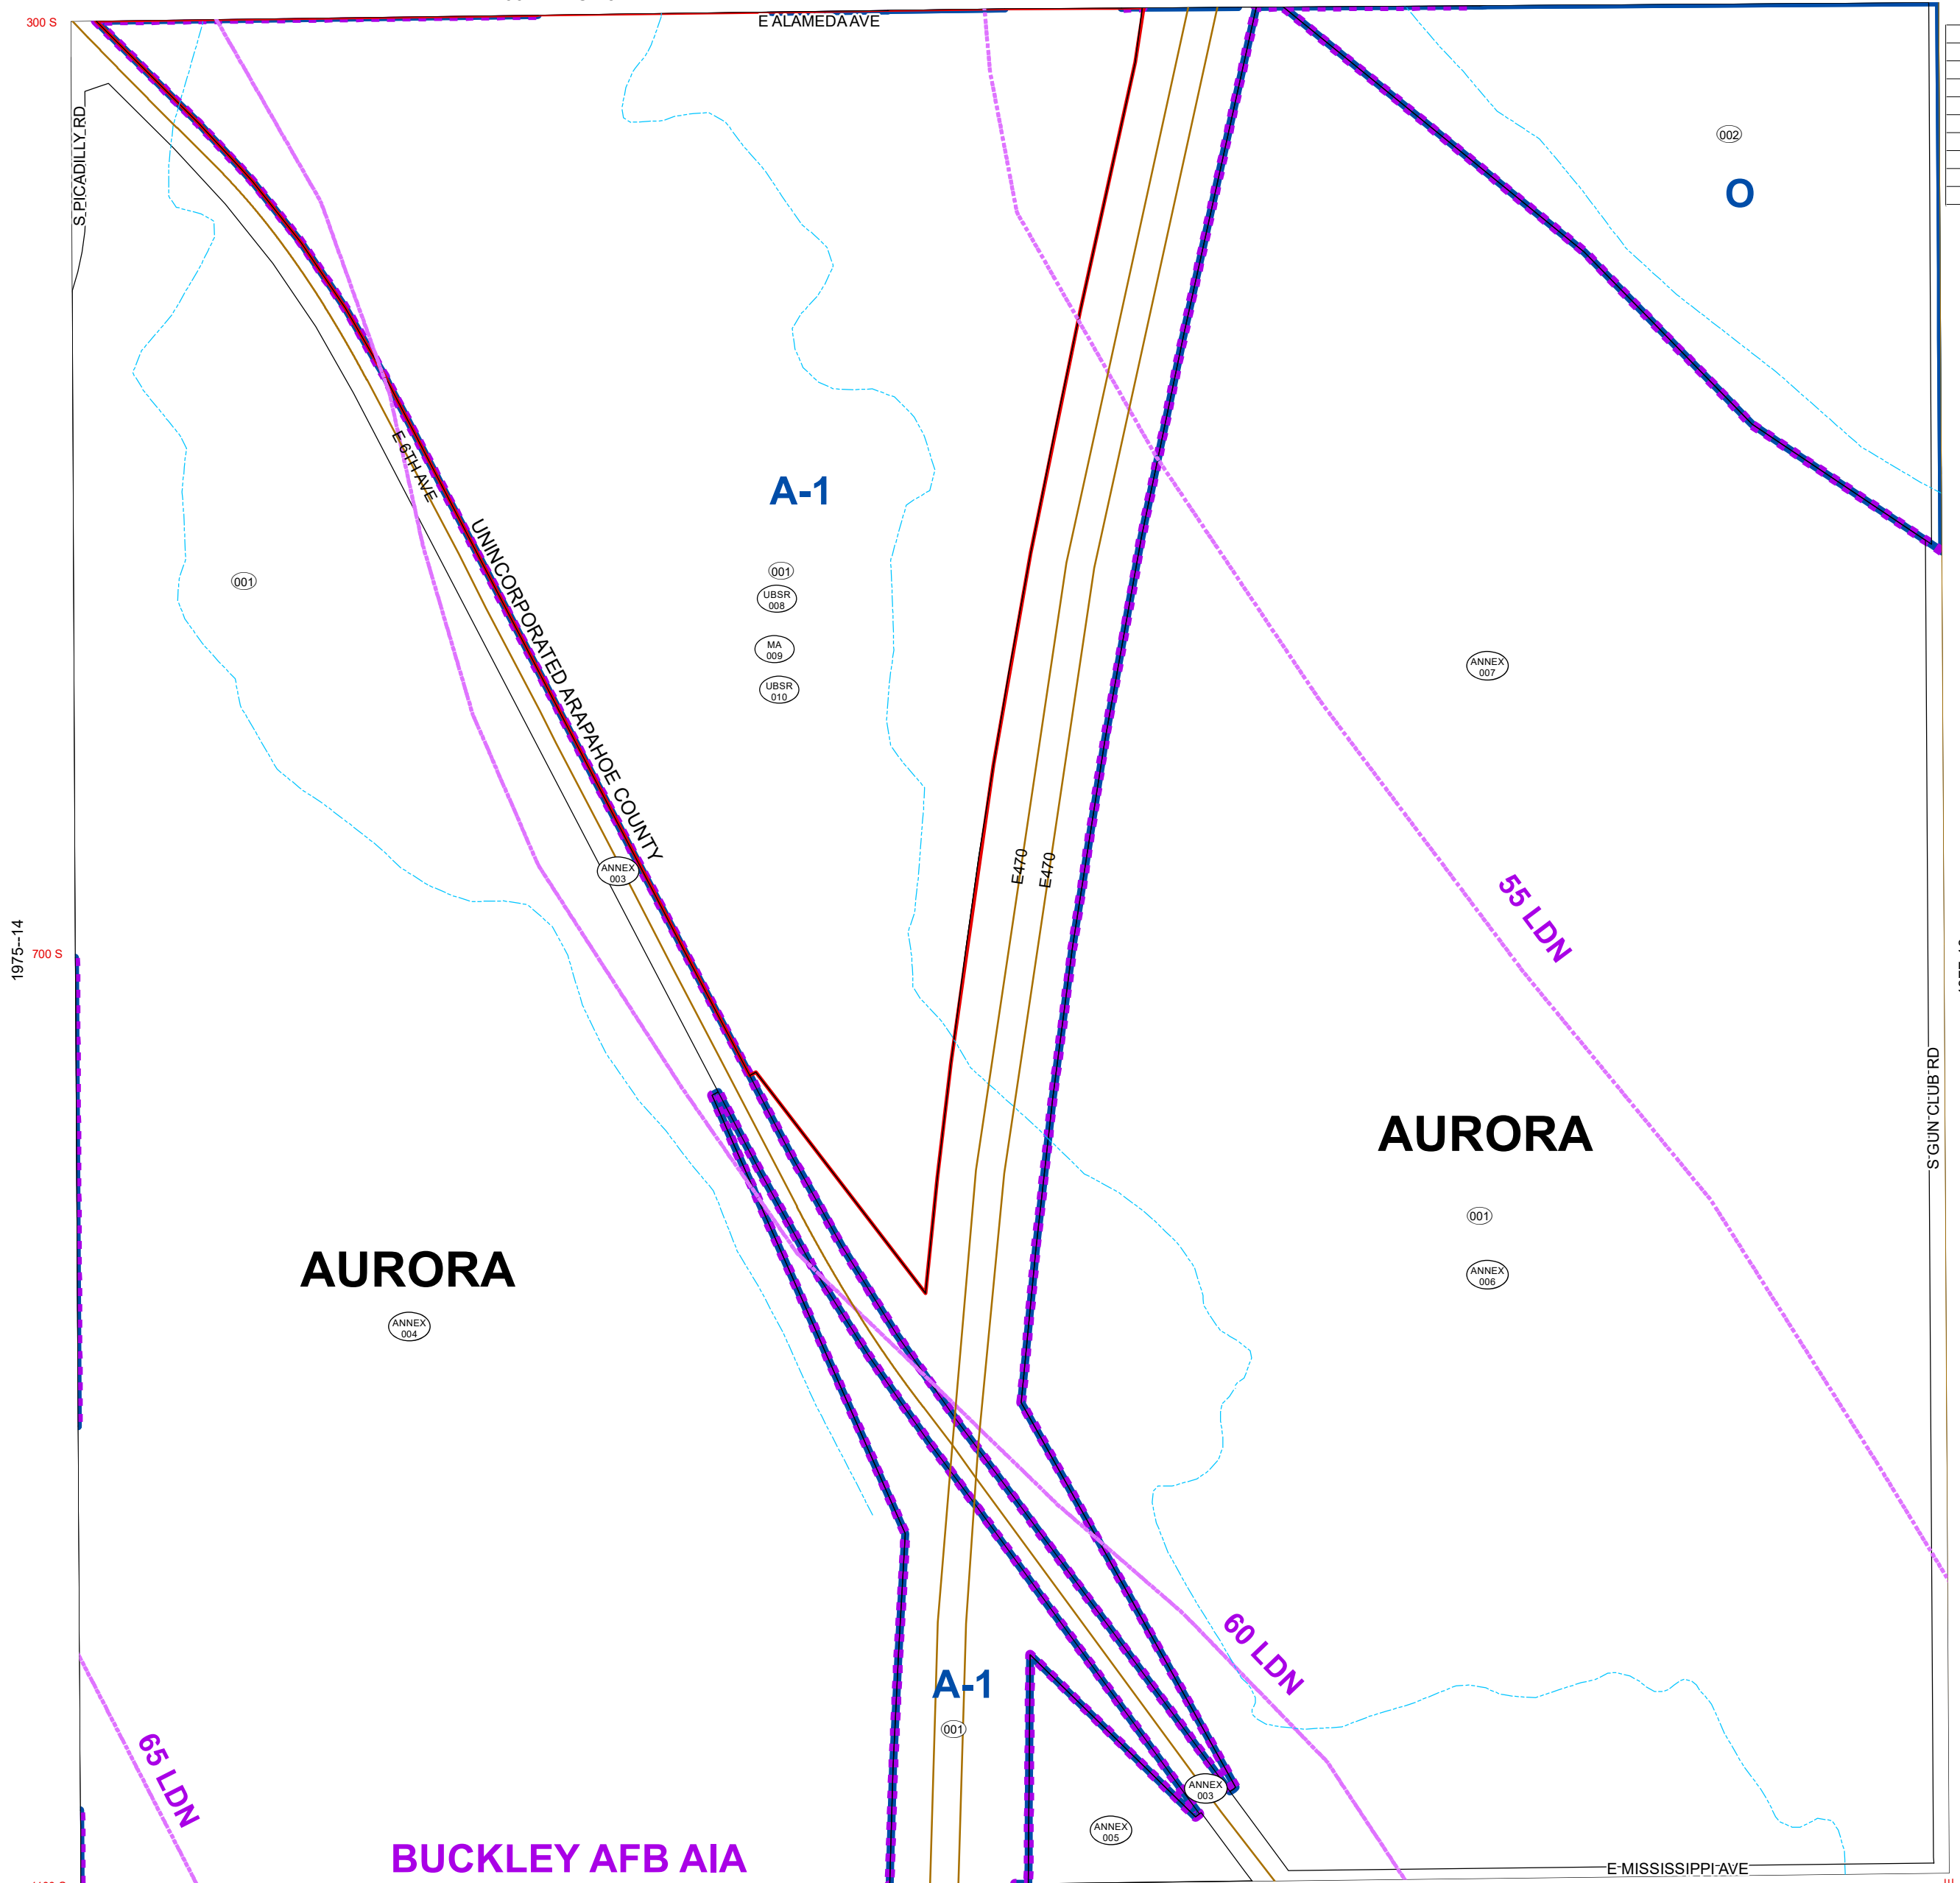 300 S
E ALAMEDA AVE
S PICADILLY RD
002
O
E 6TH AVE
A-1
UNINCORPORATED ARAPAHOE COUNTY
001
001
UBSR
008
MA
009
UBSR
010
ANNEX
007
E470
E470
ANNEX
003
55 LDN
700 S
1975--14
S GUN CLUB RD
AURORA
001
ANNEX
006
AURORA
ANNEX
004
60 LDN
A-1
001
65 LDN
ANNEX
003
ANNEX
005
BUCKLEY AFB AIA
E MISSISSIPPI AVE